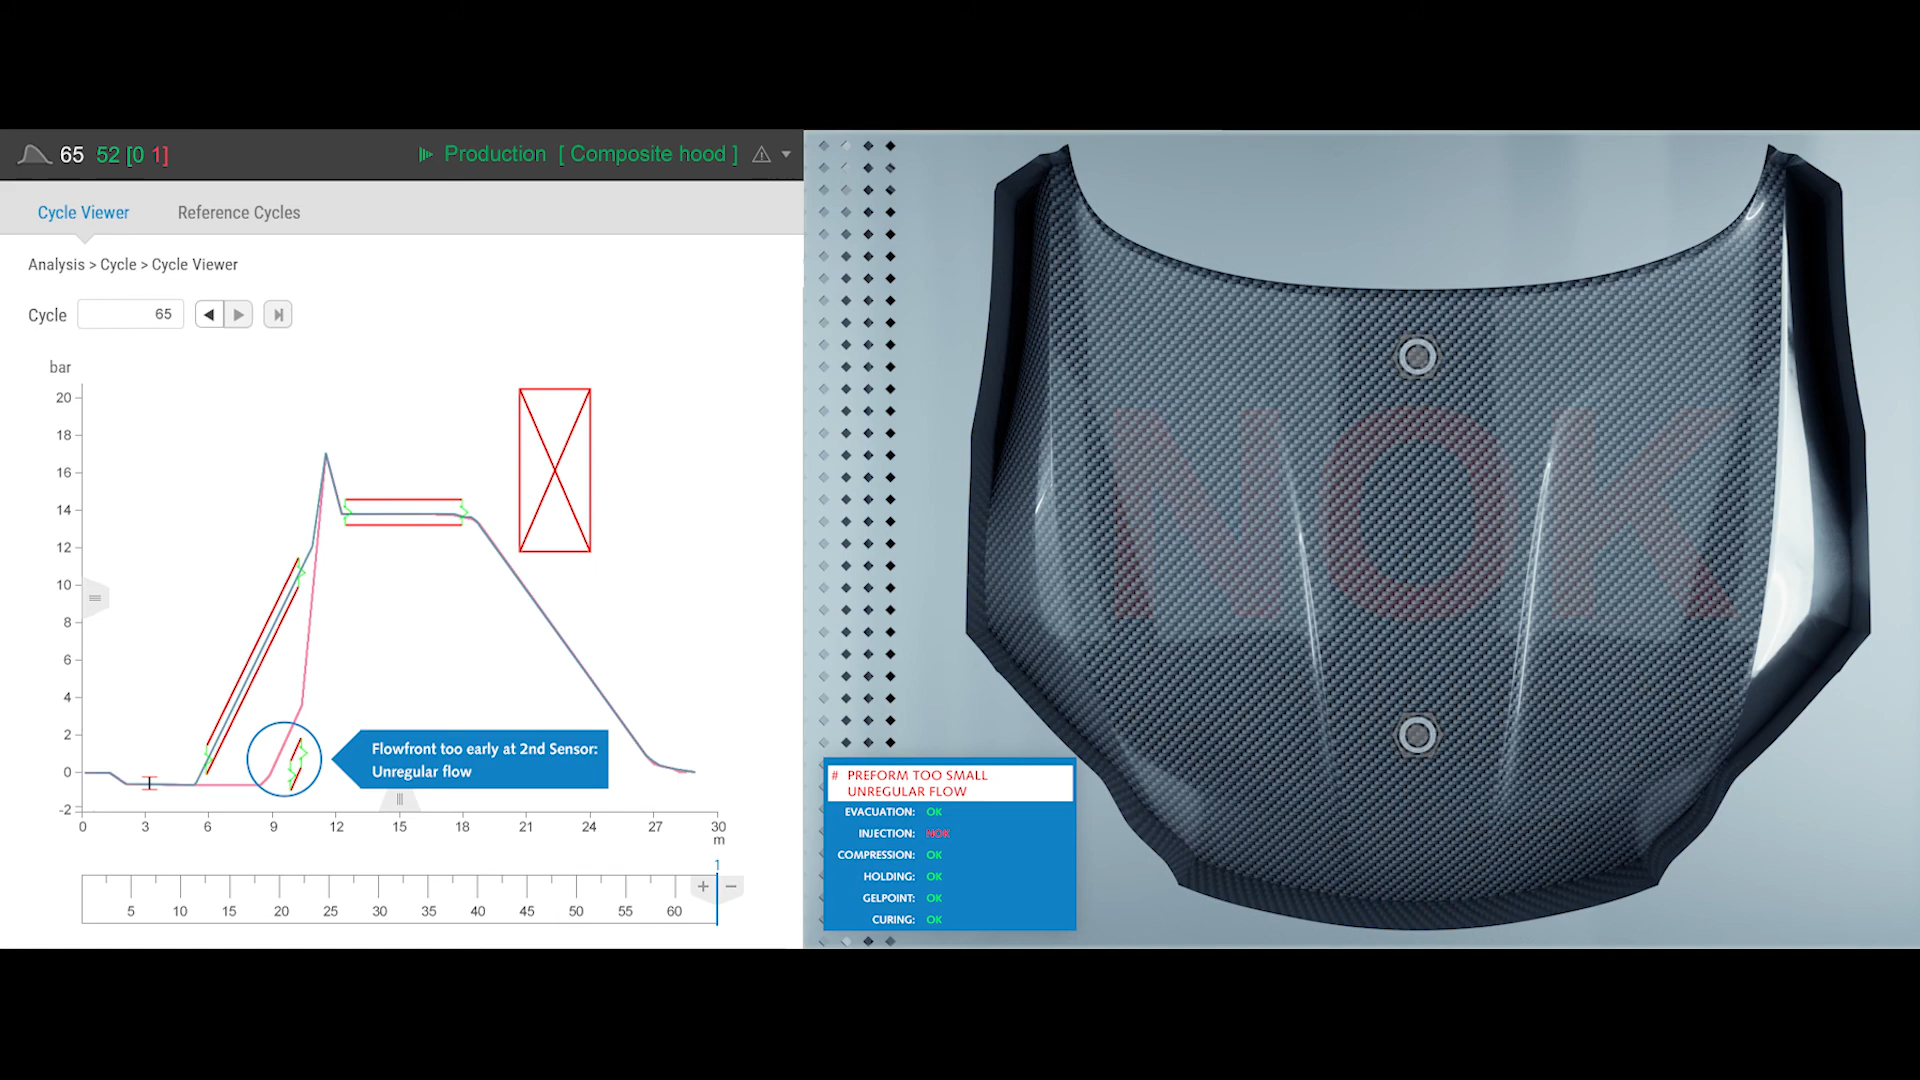 65 52 [0 1] Production [ Composite hood ]
Cycle Viewer Reference Cycles
Analysis > Cycle > Cycle Viewer
Cycle 65
bar
20
18
16
14
12
10
8
6
4
2
0
-2
0 3 6 9 12 15 18 21 24 27 30
m
Flowfront too early at 2nd Sensor:
Unregular flow
1
+ −
5 10 15 20 25 30 35 40 45 50 55 60
NOK
# PREFORM TOO SMALL
UNREGULAR FLOW
EVACUATION: OK
INJECTION: NOK
COMPRESSION: OK
HOLDING: OK
GELPOINT: OK
CURING: OK